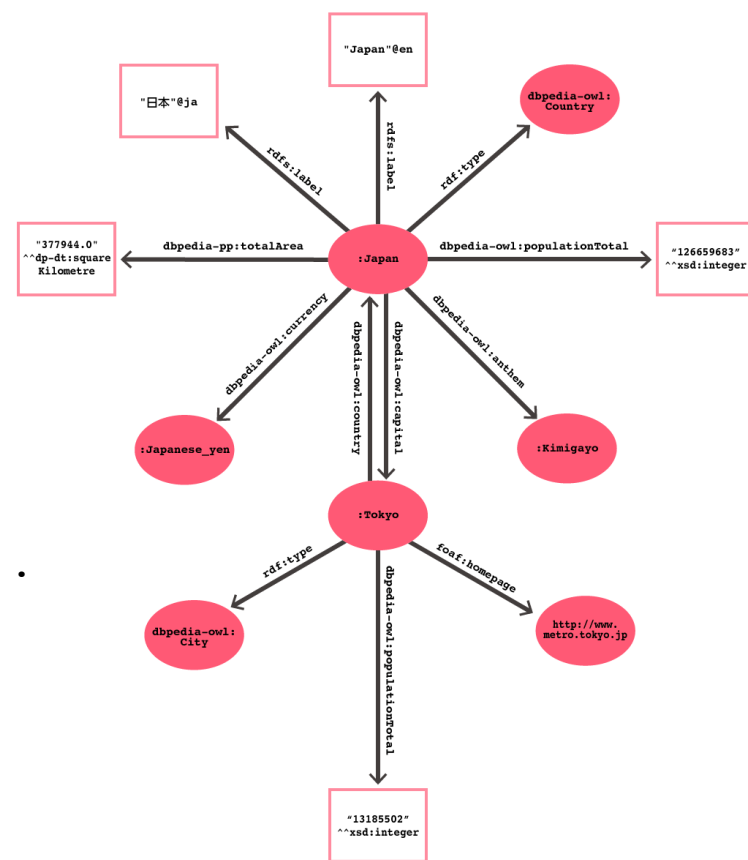 "Japan"@en
"日本"@ja
dbpedia-owl:
Country
rdfs:label
rdfs:label
rdf:type
"377944.0"
^^dp-dt:square
Kilometre
dbpedia-pp:totalArea
:Japan
dbpedia-owl:populationTotal
“126659683”
^^xsd:integer
dbpedia-owl:currency
dbpedia-owl:country
dbpedia-owl:capital
dbpedia-owl:anthem
:Japanese_yen
:Kimigayo
:Tokyo
rdf:type
dbpedia-owl:populationTotal
foaf:homepage
dbpedia-owl:
City
http://www.
metro.tokyo.jp
“13185502”
^^xsd:integer